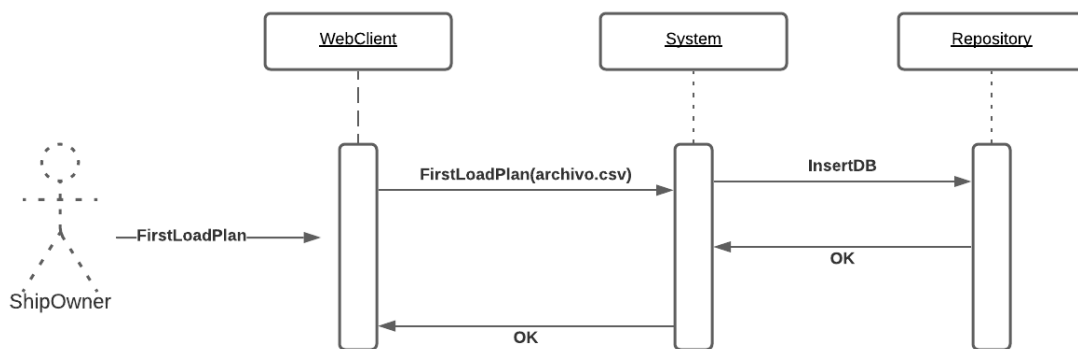 WebClient
System
Repository
FirstLoadPlan(archivo.csv)
InsertDB
FirstLoadPlan
OK
ShipOwner
OK